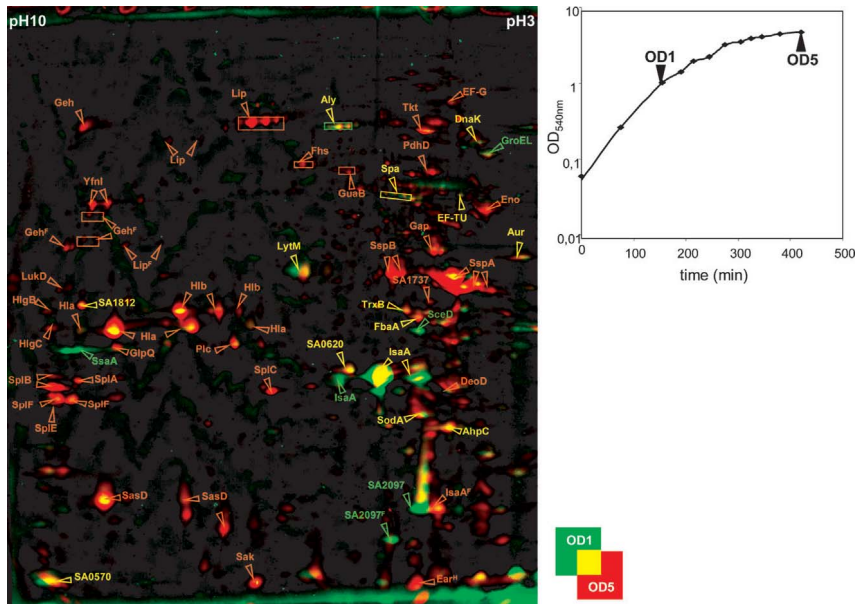 pH10
pH3
EF-G
Geh
Lip
Aly
Tkt
DnaK
GroEL
Lip
PdhD
Fhs
Spa
YfnI
GuaB
Eno
EF-TU
Gehᶠ
Gehᶠ
Lipᶠ
LytM
Gap
Aur
SspB
SspA
LukD
SA1737
HlgB
SA1812
Hlb
Hlb
Hla
TrxB
Hla
FbaA
SceD
HlgC
Hla
SsaA
GlpQ
Plc
SA0620
IsaA
SplB
SplA
SplC
IsaA
DeoD
SplF
SplF
SplE
SodA
AhpC
SasD
SasD
SA2097
IsaAᶠ
SA2097ᶠ
Sak
SA0570
Earᴴ
10
1
0,1
0,01
OD540nm
OD1
OD5
0
100
200
300
400
500
time (min)
OD1
OD5